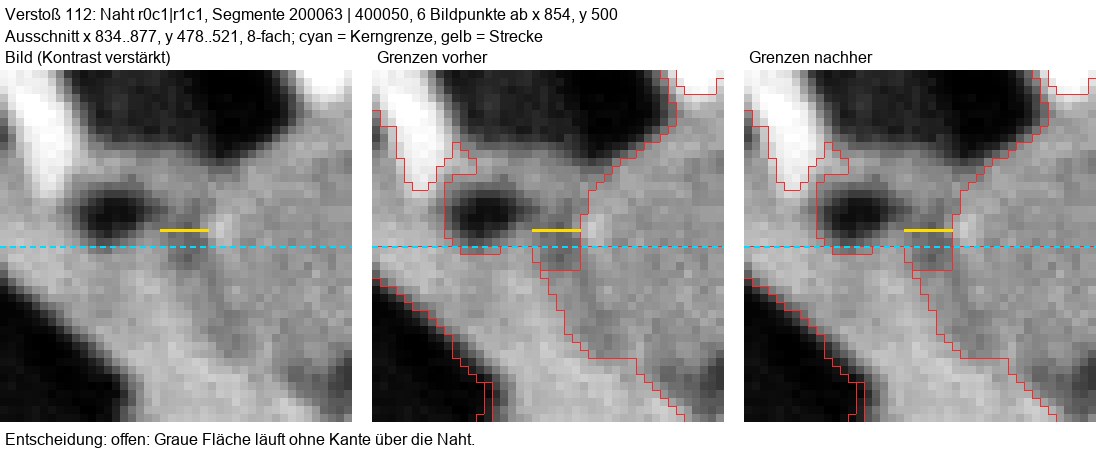 Verstoß 112: Naht r0c1|r1c1, Segmente 200063 | 400050, 6 Bildpunkte ab x 854, y 500
Ausschnitt x 834..877, y 478..521, 8-fach; cyan = Kerngrenze, gelb = Strecke
Bild (Kontrast verstärkt)
Grenzen vorher
Grenzen nachher
Entscheidung: offen: Graue Fläche läuft ohne Kante über die Naht.